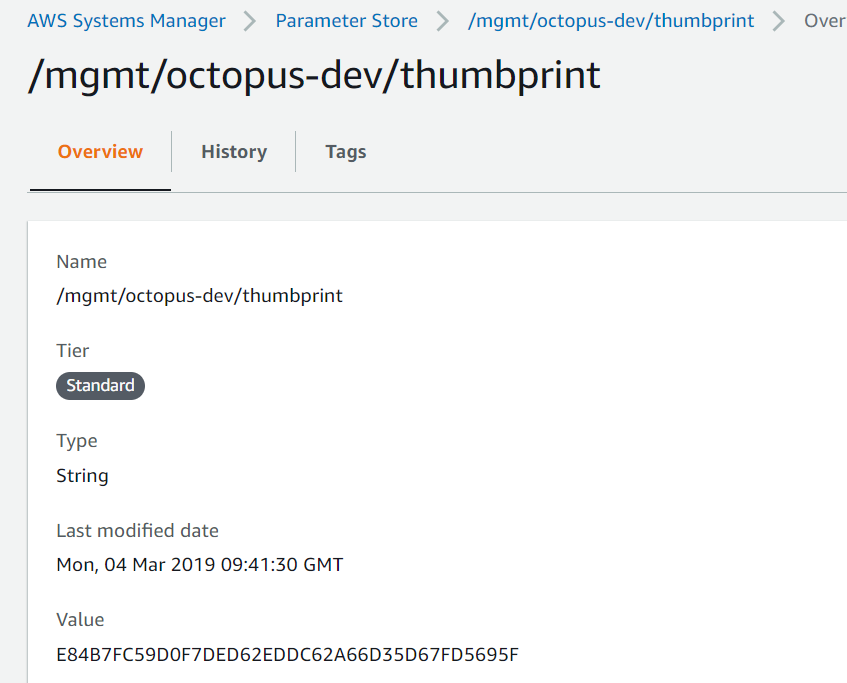 AWS Systems Manager > Parameter Store > /mgmt/octopus-dev/thumbprint > Over
/mgmt/octopus-dev/thumbprint
Overview History Tags
Name
/mgmt/octopus-dev/thumbprint
Tier
Standard
Type
String
Last modified date
Mon, 04 Mar 2019 09:41:30 GMT
Value
E84B7FC59D0F7DED62EDDC62A66D35D67FD5695F